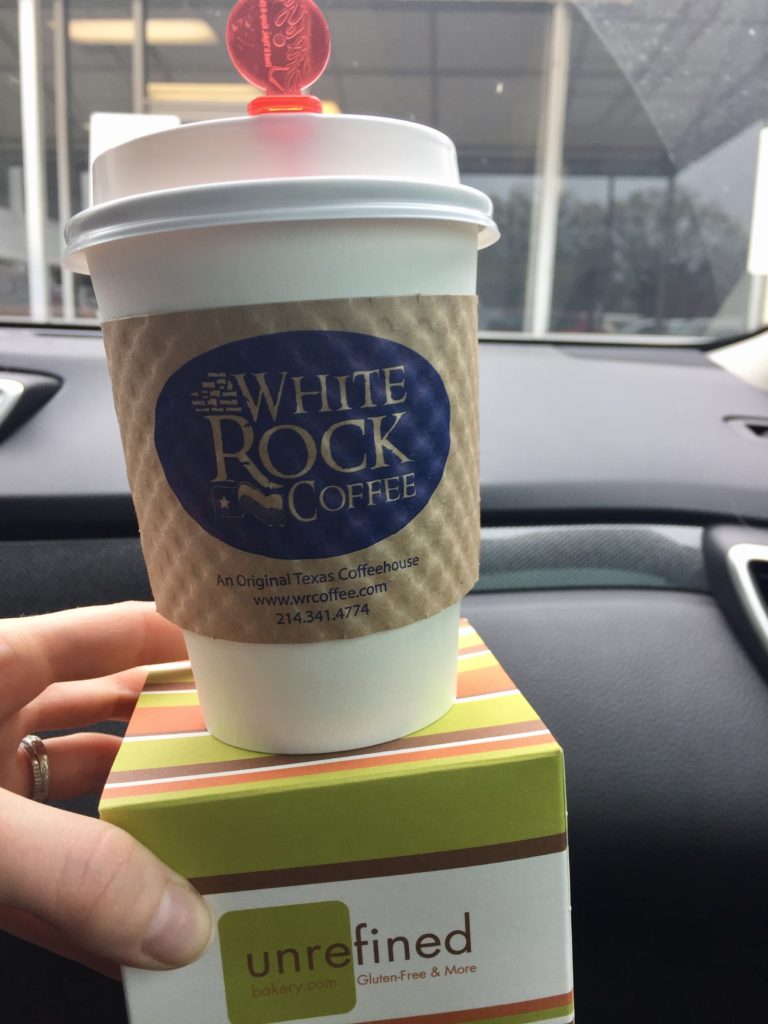 WHITE
ROCK
COFFEE
An Original Texas Coffeehouse
www.wrcoffee.com
214.341.4774
unrefined
bakery.com Gluten-Free & More